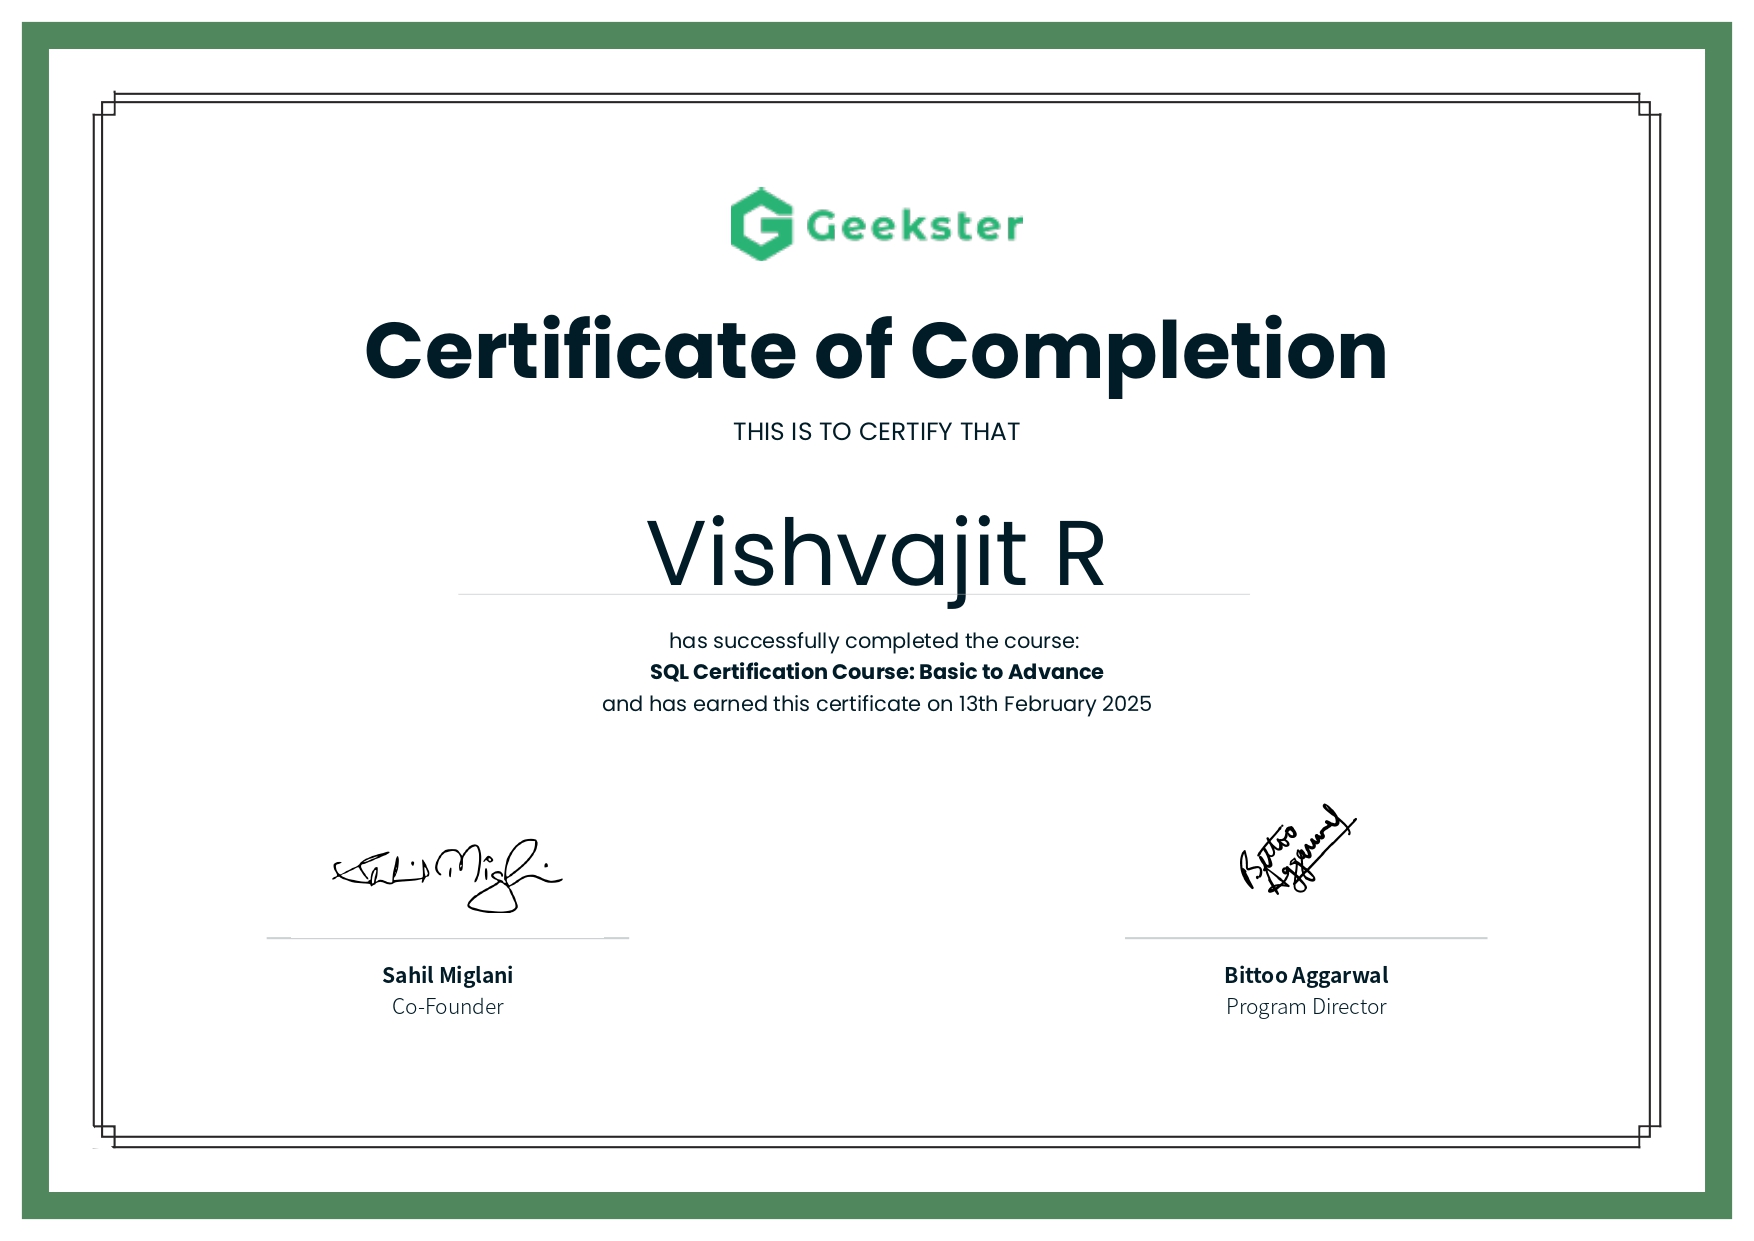 Geekster
Certificate of Completion
THIS IS TO CERTIFY THAT
Vishvajit R
has successfully completed the course:
SQL Certification Course: Basic to Advance
and has earned this certificate on 13th February 2025
Sahil Miglani
Bittoo
Aggarwal
Sahil Miglani
Co-Founder
Bittoo Aggarwal
Program Director